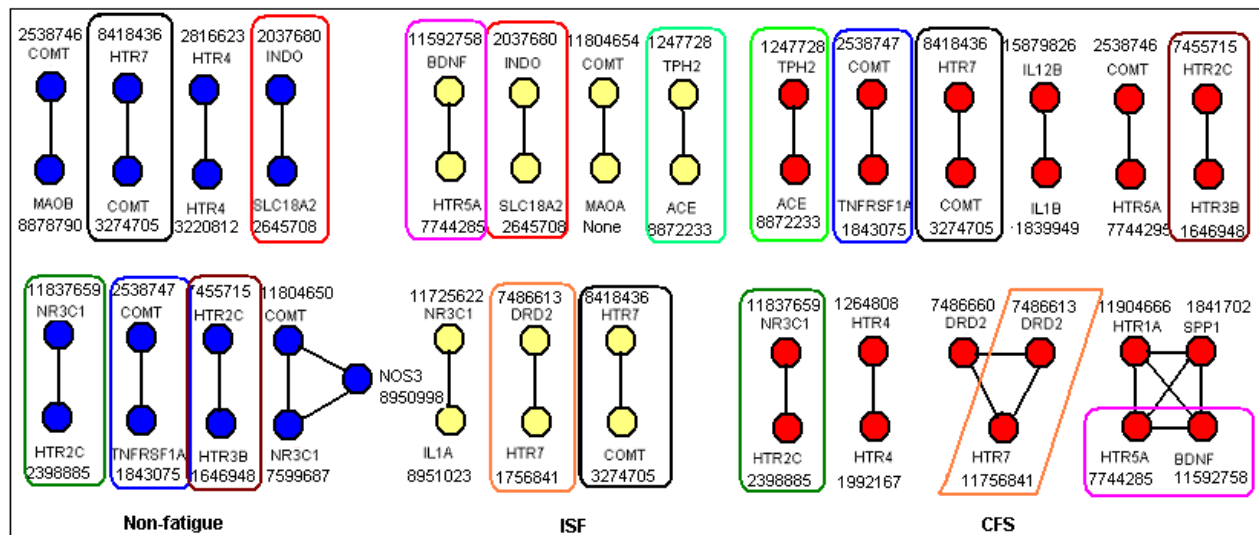 2538746 8418436 2816623 2037680
COMT HTR7 HTR4 INDO
MAOB COMT HTR4 SLC18A2
8878790 3274705 3220812 2645708
11592758 2037680 11804654 1247728
BDNF INDO COMT TPH2
HTR5A SLC18A2 MAOA ACE
7744285 2645708 None 8872233
1247728 2538747 8418436 15879826 2538746 7455715
TPH2 COMT HTR7 IL12B COMT HTR2C
ACE TNFRSF1A COMT IL1B HTR5A HTR3B
8872233 1843075 3274705 1839949 7744295 1646948
11837659 2538747 7455715 11804650
NR3C1 COMT HTR2C COMT
NOS3
8950998
HTR2C TNFRSF1A HTR3B NR3C1
2398885 1843075 1646948 7599687
11725622 7486613 8418436
NR3C1 DRD2 HTR7
IL1A HTR7 COMT
8951023 1756841 3274705
11837659 1264808 7486660 7486613 11904666 1841702
NR3C1 HTR4 DRD2 DRD2 HTR1A SPP1
HTR2C HTR4 HTR7 HTR5A BDNF
2398885 1992167 11756841 7744285 11592758
Non-fatigue ISF CFS